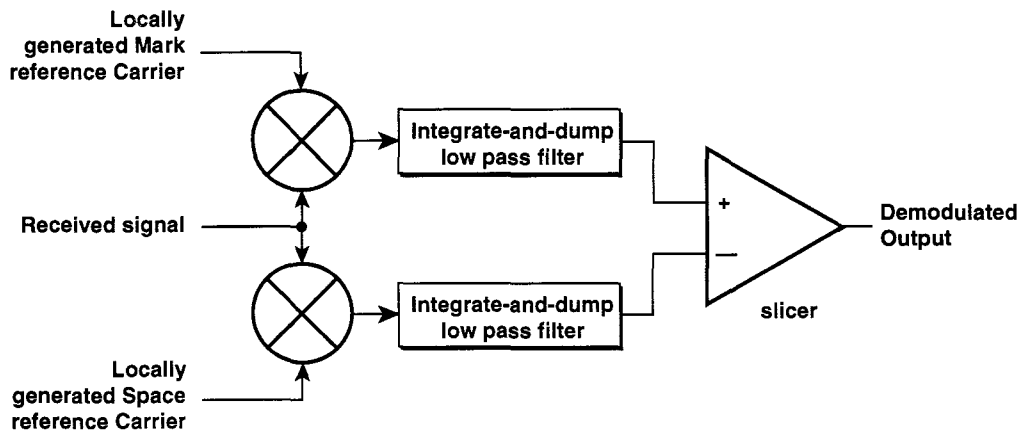 Locally
generated Mark
reference Carrier
Integrate-and-dump
low pass filter
+
Received signal
Demodulated
Output
—
slicer
Integrate-and-dump
low pass filter
Locally
generated Space
reference Carrier